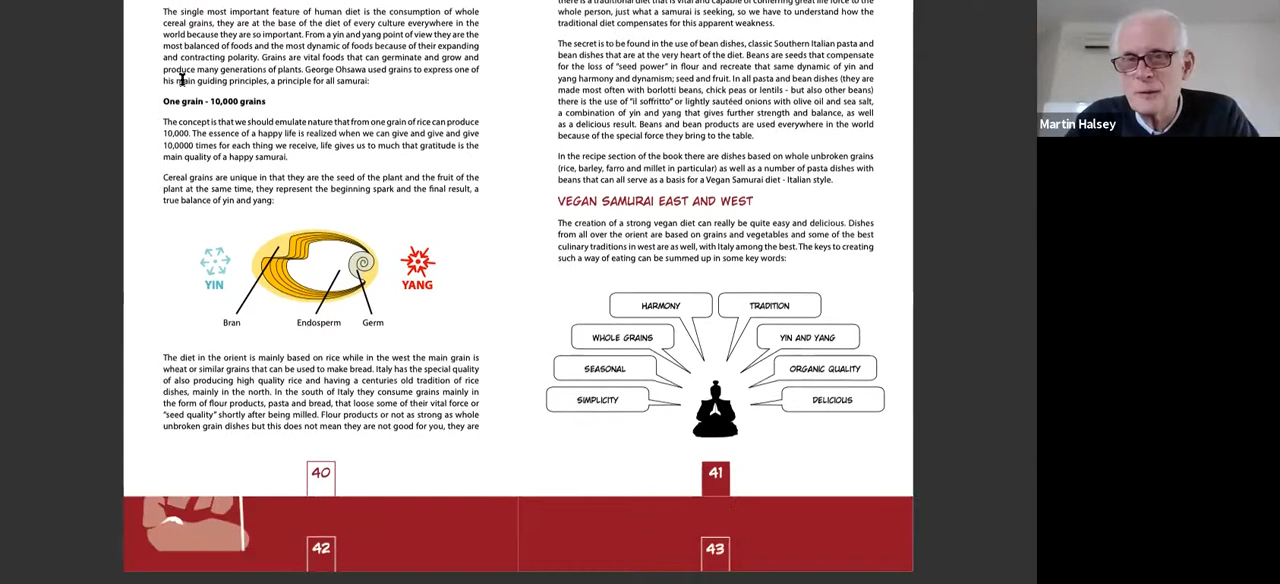 The single most important feature of human diet is the consumption of whole
cereal grains, they are at the base of the diet of every culture everywhere in the
world because they are so important. From a yin and yang point of view they are the
most balanced of foods and the most dynamic of foods because of their expanding
and contracting polarity. Grains are vital foods that can germinate and grow and
produce many generations of plants. George Ohsawa used grains to express one of
his main guiding principles, a principle for all samurai:
One grain - 10,000 grains
The concept is that we should emulate nature that from one grain of rice can produce
10,000. The essence of a happy life is realized when we can give and give and give
10,0000 times for each thing we receive, life gives us to much that gratitude is the
main quality of a happy samurai.
Cereal grains are unique in that they are the seed of the plant and the fruit of the
plant at the same time, they represent the beginning spark and the final result, a
true balance of yin and yang:
YIN
YANG
Bran
Endosperm
Germ
The diet in the orient is mainly based on rice while in the west the main grain is
wheat or similar grains that can be used to make bread. Italy has the special quality
of also producing high quality rice and having a centuries old tradition of rice
dishes, mainly in the north. In the south of Italy they consume grains mainly in
the form of flour products, pasta and bread, that loose some of their vital force or
"seed quality" shortly after being milled. Flour products or not as strong as whole
unbroken grain dishes but this does not mean they are not good for you, they are
40
there is a traditional diet that is vital and capable of conferring great life force to the
whole person, just what a samurai is seeking, so we have to understand how the
traditional diet compensates for this apparent weakness.
The secret is to be found in the use of bean dishes, classic Southern Italian pasta and
bean dishes that are at the very heart of the diet. Beans are seeds that compensate
for the loss of "seed power" in flour and recreate that same dynamic of yin and
yang harmony and dynamism; seed and fruit. In all pasta and bean dishes (they are
made most often with borlotti beans, chick peas or lentils - but also other beans)
there is the use of "il soffritto" or lightly sautéed onions with olive oil and sea salt,
a combination of yin and yang that gives further strength and balance, as well
as a delicious result. Beans and bean products are used everywhere in the world
because of the special force they bring to the table.
In the recipe section of the book there are dishes based on whole unbroken grains
(rice, barley, farro and millet in particular) as well as a number of pasta dishes with
beans that can all serve as a basis for a Vegan Samurai diet - Italian style.
VEGAN SAMURAI EAST AND WEST
The creation of a strong vegan diet can really be quite easy and delicious. Dishes
from all over the orient are based on grains and vegetables and some of the best
culinary traditions in west are as well, with Italy among the best. The keys to creating
such a way of eating can be summed up in some key words:
HARMONY
TRADITION
WHOLE GRAINS
YIN AND YANG
SEASONAL
ORGANIC QUALITY
SIMPLICITY
DELICIOUS
41
42
43
Martin Halsey